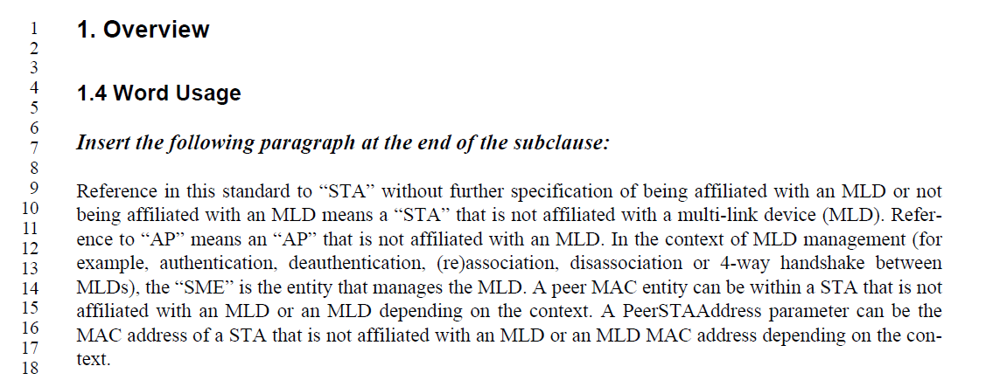 1 1. Overview
2
3
4 1.4 Word Usage
5
6
7 Insert the following paragraph at the end of the subclause:
8
9 Reference in this standard to “STA” without further specification of being affiliated with an MLD or not
10 being affiliated with an MLD means a “STA” that is not affiliated with a multi-link device (MLD). Refer-
11 ence to “AP” means an “AP” that is not affiliated with an MLD. In the context of MLD management (for
12 example, authentication, deauthentication, (re)association, disassociation or 4-way handshake between
13 MLDs), the “SME” is the entity that manages the MLD. A peer MAC entity can be within a STA that is not
14 affiliated with an MLD or an MLD depending on the context. A PeerSTAAddress parameter can be the
15 MAC address of a STA that is not affiliated with an MLD or an MLD MAC address depending on the con-
16 text.
17
18